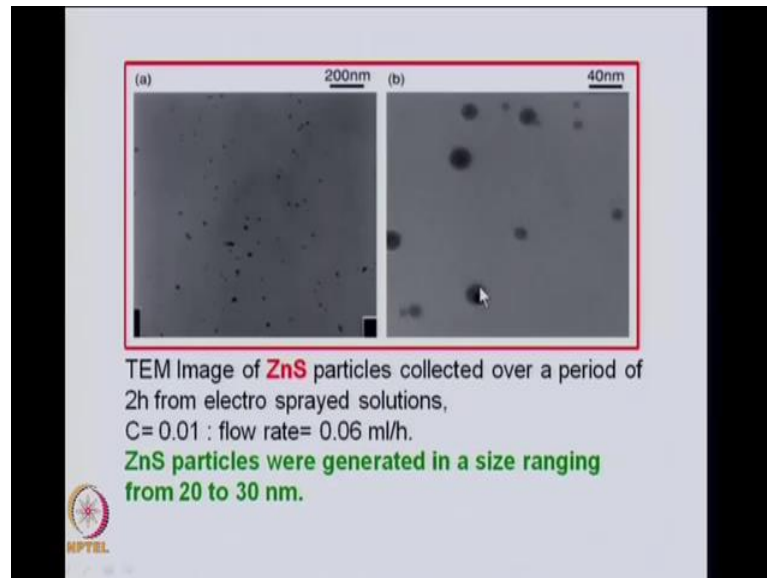 (a) 200nm (b) 40nm
TEM Image of ZnS particles collected over a period of
2h from electro sprayed solutions,
C= 0.01 : flow rate= 0.06 ml/h.
ZnS particles were generated in a size ranging
from 20 to 30 nm.
NPTEL